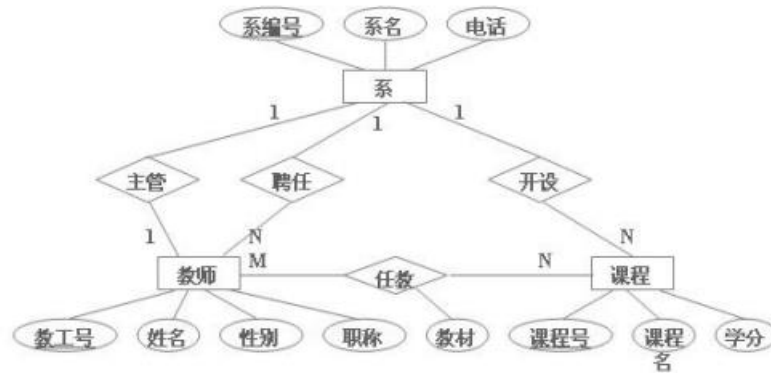 系编号 系名 电话
系
1 1 1
主管 聘任 开设
1 N N
M N
教师 任教 课程
教工号 姓名 性别 职称 教材 课程号 课程名 学分